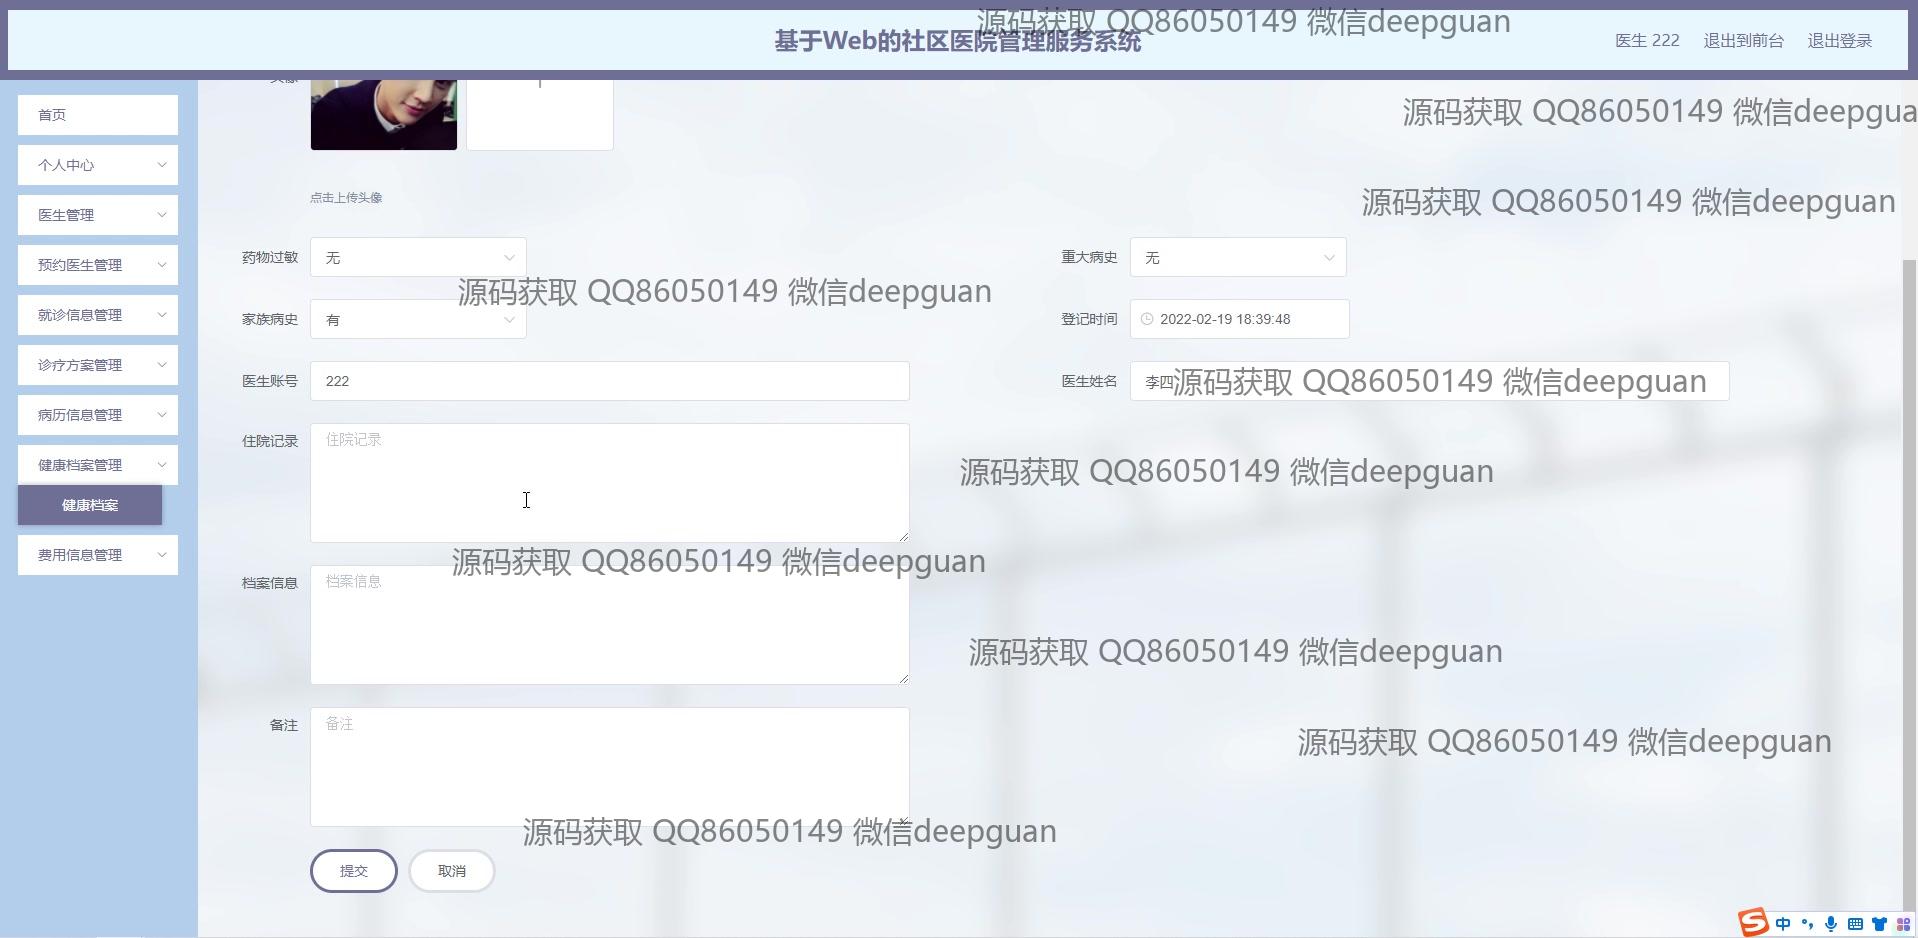 源码获取 QQ86050149 微信deepguan
基于Web的社区医院管理服务系统
医生 222
退出到前台
退出登录
首页
个人中心
医生管理
预约医生管理
就诊信息管理
诊疗方案管理
病历信息管理
健康档案管理
健康档案
费用信息管理
源码获取 QQ86050149 微信deepgua
点击上传头像
源码获取 QQ86050149 微信deepguan
药物过敏 无
重大病史 无
源码获取 QQ86050149 微信deepguan
家族病史 有
登记时间 2022-02-19 18:39:48
医生账号 222
医生姓名 李四
源码获取 QQ86050149 微信deepguan
住院记录 住院记录
源码获取 QQ86050149 微信deepguan
源码获取 QQ86050149 微信deepguan
档案信息 档案信息
源码获取 QQ86050149 微信deepguan
备注 备注
源码获取 QQ86050149 微信deepguan
源码获取 QQ86050149 微信deepguan
提交
取消
S 中